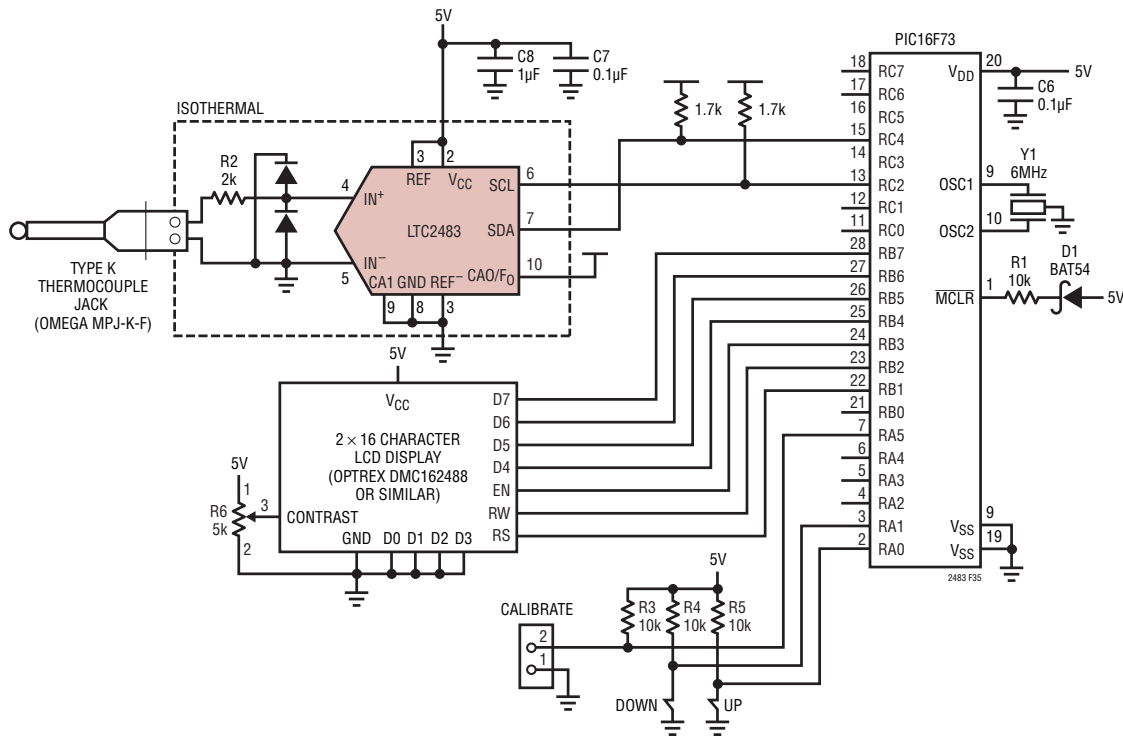 5V
C8
1µF
C7
0.1µF
ISOTHERMAL
R2
2k
3
2
REF
VCC
4
IN+
SCL
6
LTC2483
SDA
7
IN−
5
CAO/FO
10
CA1
GND
REF−
9
8
3
TYPE K
THERMOCOUPLE
JACK
(OMEGA MPJ-K-F)
1.7k
1.7k
PIC16F73
18
RC7
17
RC6
16
RC5
15
RC4
14
RC3
13
RC2
12
RC1
11
RC0
28
RB7
27
RB6
26
RB5
25
RB4
24
RB3
23
RB2
22
RB1
21
RB0
7
RA5
6
RA4
5
RA3
4
RA2
3
RA1
2
RA0
VDD
20
5V
C6
0.1µF
Y1
6MHz
OSC1
9
OSC2
10
MCLR
1
R1
10k
D1
BAT54
5V
VSS
9
VSS
19
2483 F35
5V
VCC
2 × 16 CHARACTER
LCD DISPLAY
(OPTREX DMC162488
OR SIMILAR)
D7
D6
D5
D4
EN
RW
RS
CONTRAST
GND
D0
D1
D2
D3
5V
1
R6
5k
3
2
5V
R3
10k
R4
10k
R5
10k
CALIBRATE
2
1
DOWN
UP